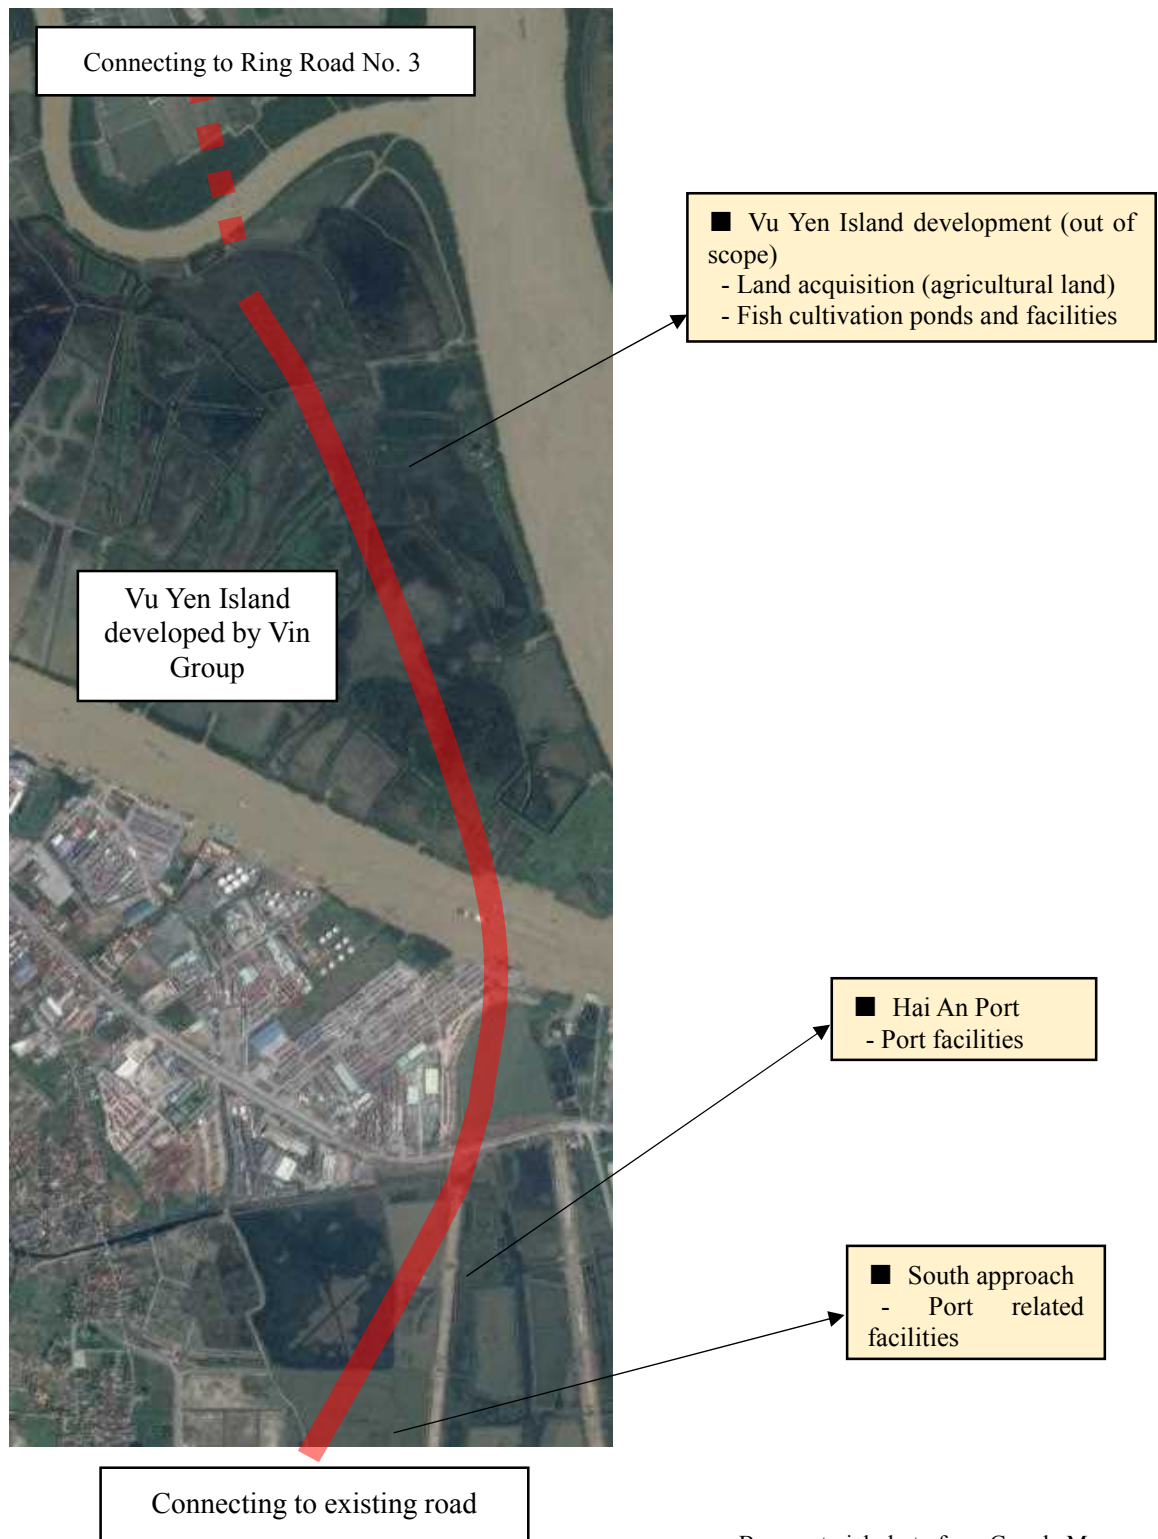 Connecting to Ring Road No. 3
■ Vu Yen Island development (out of
scope)
- Land acquisition (agricultural land)
- Fish cultivation ponds and facilities
Vu Yen Island
developed by Vin
Group
■ Hai An Port
- Port facilities
■ South approach
- Port related
facilities
Connecting to existing road